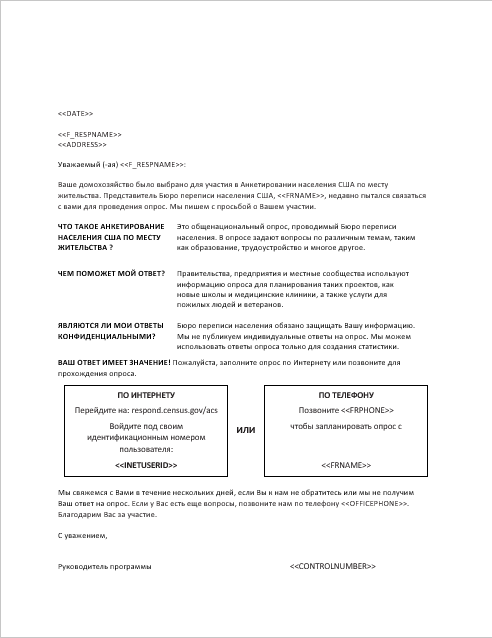 <<DATE>>
<<F_RESPNAME>>
<<ADDRESS>>
Уважаемый (-ая) <<F_RESPNAME>>:
Ваше домохозяйство было выбрано для участия в Анкетировании населения США по месту
жительства. Представитель Бюро переписи населения США, <<FRNAME>>, недавно пытался связаться
с вами для проведения опрос. Мы пишем с просьбой о Вашем участии.
ЧТО ТАКОЕ АНКЕТИРОВАНИЕ
НАСЕЛЕНИЯ США ПО МЕСТУ
ЖИТЕЛЬСТВА ?
Это общенациональный опрос, проводимый Бюро переписи
населения. В опросе задают вопросы по различным темам, таким
как образование, трудоустройство и многое другое.
ЧЕМ ПОМОЖЕТ МОЙ ОТВЕТ?
Правительства, предприятия и местные сообщества используют
информацию опроса для планирования таких проектов, как
новые школы и медицинские клиники, а также услуги для
пожилых людей и ветеранов.
ЯВЛЯЮТСЯ ЛИ МОИ ОТВЕТЫ
КОНФИДЕНЦИАЛЬНЫМИ?
Бюро переписи населения обязано защищать Вашу информацию.
Мы не публикуем индивидуальные ответы на опрос. Мы можем
использовать ответы опроса только для создания статистики.
ВАШ ОТВЕТ ИМЕЕТ ЗНАЧЕНИЕ! Пожалуйста, заполните опрос по Интернету или позвоните для
прохождения опроса.
ПО ИНТЕРНЕТУ
Перейдите на: respond.census.gov/acs
Войдите под своим
идентификационным номером
пользователя:
<<INETUSERID>>
ИЛИ
ПО ТЕЛЕФОНУ
Позвоните <<FRPHONE>>
чтобы запланировать опрос с
<<FRNAME>>
Мы свяжемся с Вами в течение нескольких дней, если Вы к нам не обратитесь или мы не получим
Ваш ответ на опрос. Если у Вас есть еще вопросы, позвоните нам по телефону <<OFFICEPHONE>>.
Благодарим Вас за участие.
С уважением,
Руководитель программы
<<CONTROLNUMBER>>